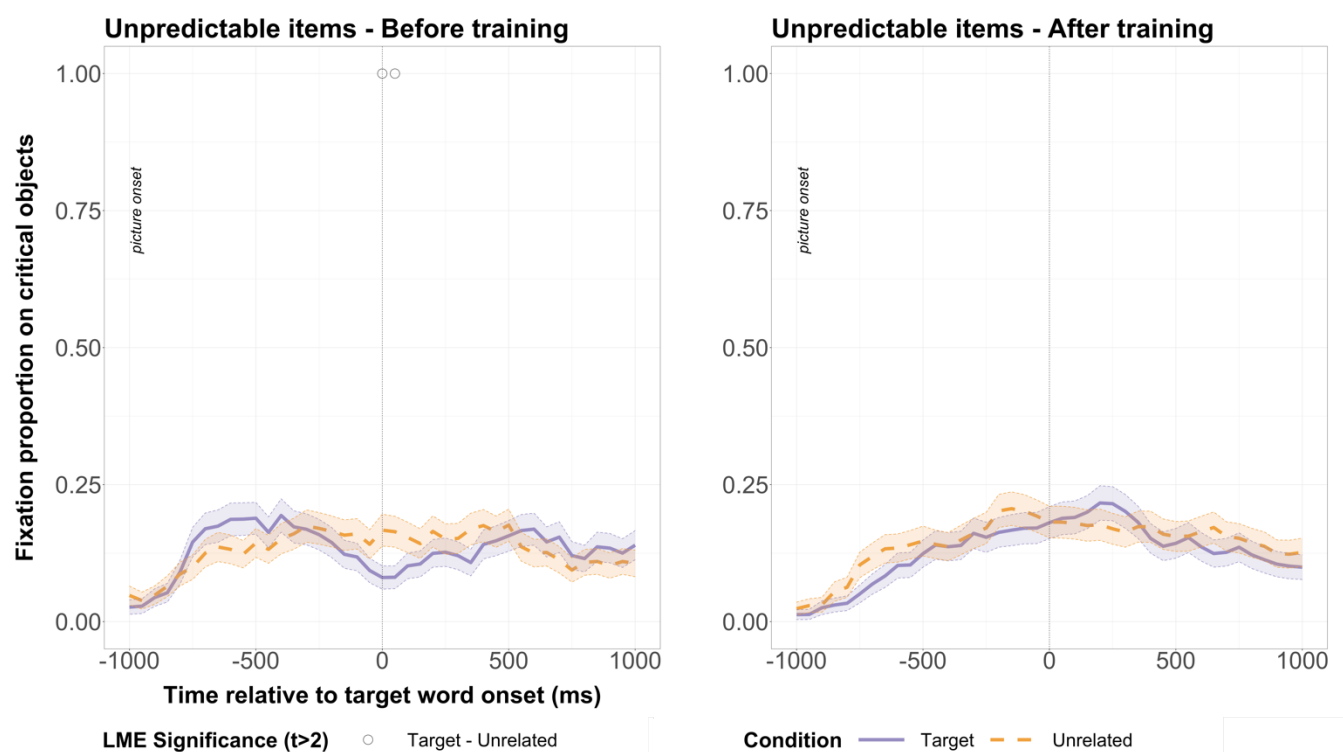 Unpredictable items - Before training
Unpredictable items - After training
Fixation proportion on critical objects
1.00
0.75
0.50
0.25
0.00
picture onset
-1000
-500
0
500
1000
Time relative to target word onset (ms)
1.00
0.75
0.50
0.25
0.00
picture onset
-1000
-500
0
500
1000
LME Significance (t>2)
Target - Unrelated
Condition
Target
Unrelated